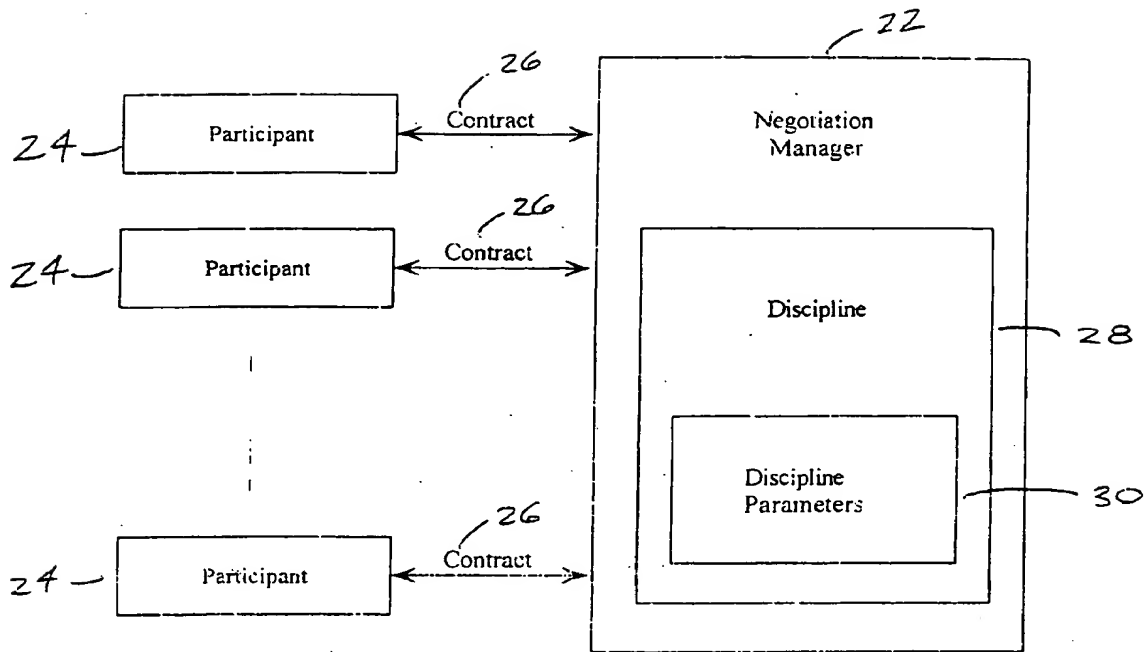 22
26
Contract
24
Participant
Negotiation
Manager
26
Contract
24
Participant
Discipline
28
Discipline
Parameters
30
26
Contract
24
Participant